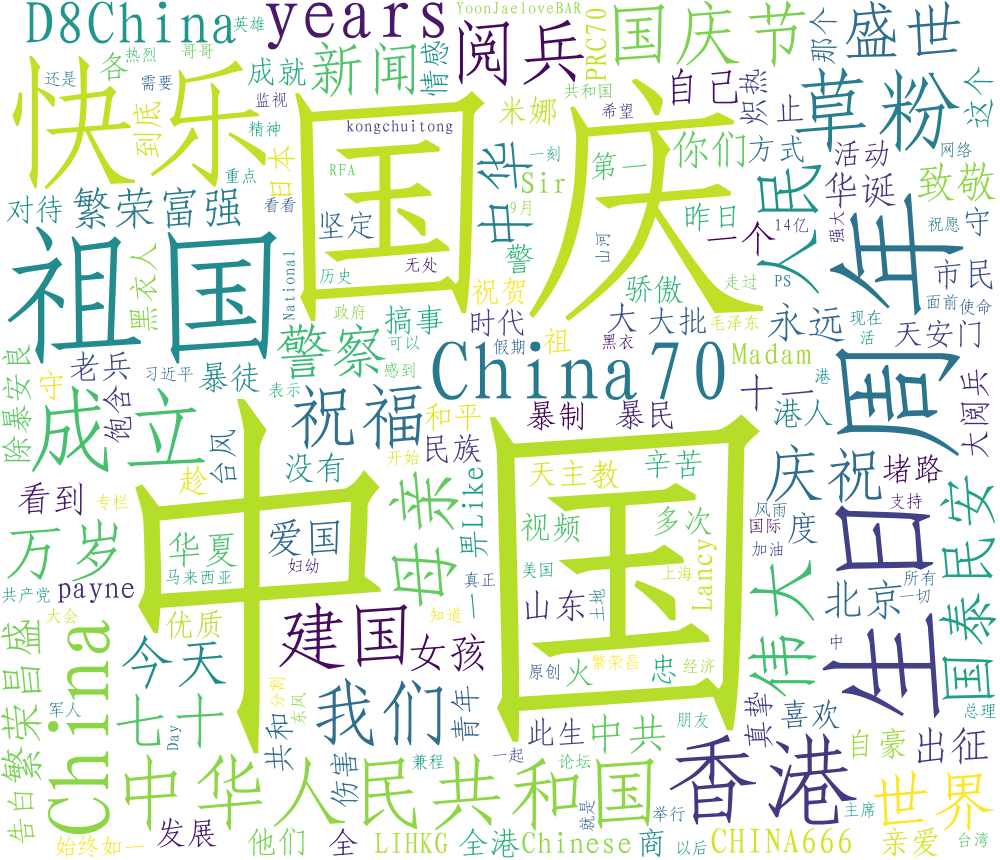 D8China
years
YoonJaeloveBAR
英雄
热烈
哥哥
还是
需要
各
成就
新闻
情感
阅兵
PRC70
国庆节
那个
盛世
这个
快乐
到底
监视
精神
kongchuitong
米娜
共和国
希望
自己
炽热
止
草粉
国庆
RFA
一刻
Sir
第一
你们
方式
活动
网络
对待
繁荣富强
重点
看看
日本
坚定
中华
9月
山河
昨日
一个
人民
14亿
华诞
强大
致敬
祝愿
守
祖国
黑衣人
National
历史
无处
警
祝贺
骄傲
走过
PS
年
市民
面前
使命
除暴安良
老兵
守
习近平
暴徒
警察
政府
搞事
可以
时代
假期
祖
大
黑衣
大批
毛泽东
永远
现在
活
天安门
饱含
表示
感到
China70
Madam
港
成立
台风
祝福
和平
暴制
暴民
十一
港人
周
大阅兵
看到
趁
没有
民族
开始
天主教
辛苦
庆祝
堵路
专栏
万岁
华夏
爱国
母亲
男Like
视频
多次
风雨
国际
度
支持
共产党
payne
马来西亚
妇幼
中国
真正
美国
上海
Lancy
加油
生日
所有
一切
国泰民安
大会
优质
建国
知道
一
山东
土地
伟大
北京
繁荣昌盛
China
今天
女孩
原创
火
繁荣昌
忠
经济
中
军人
七十
Day
分割
东风
我们
青年
此生
中共
朋友
真挚
喜欢
总理
共和
一起
自豪
出征
告白
中华人民共和国
伤害
兼程
论坛
香港
世界
始终如一
发展
他们
全
LIHKG
全港
Chinese
就是
商
举行
以后
CHINA666
主席
亲爱
台湾